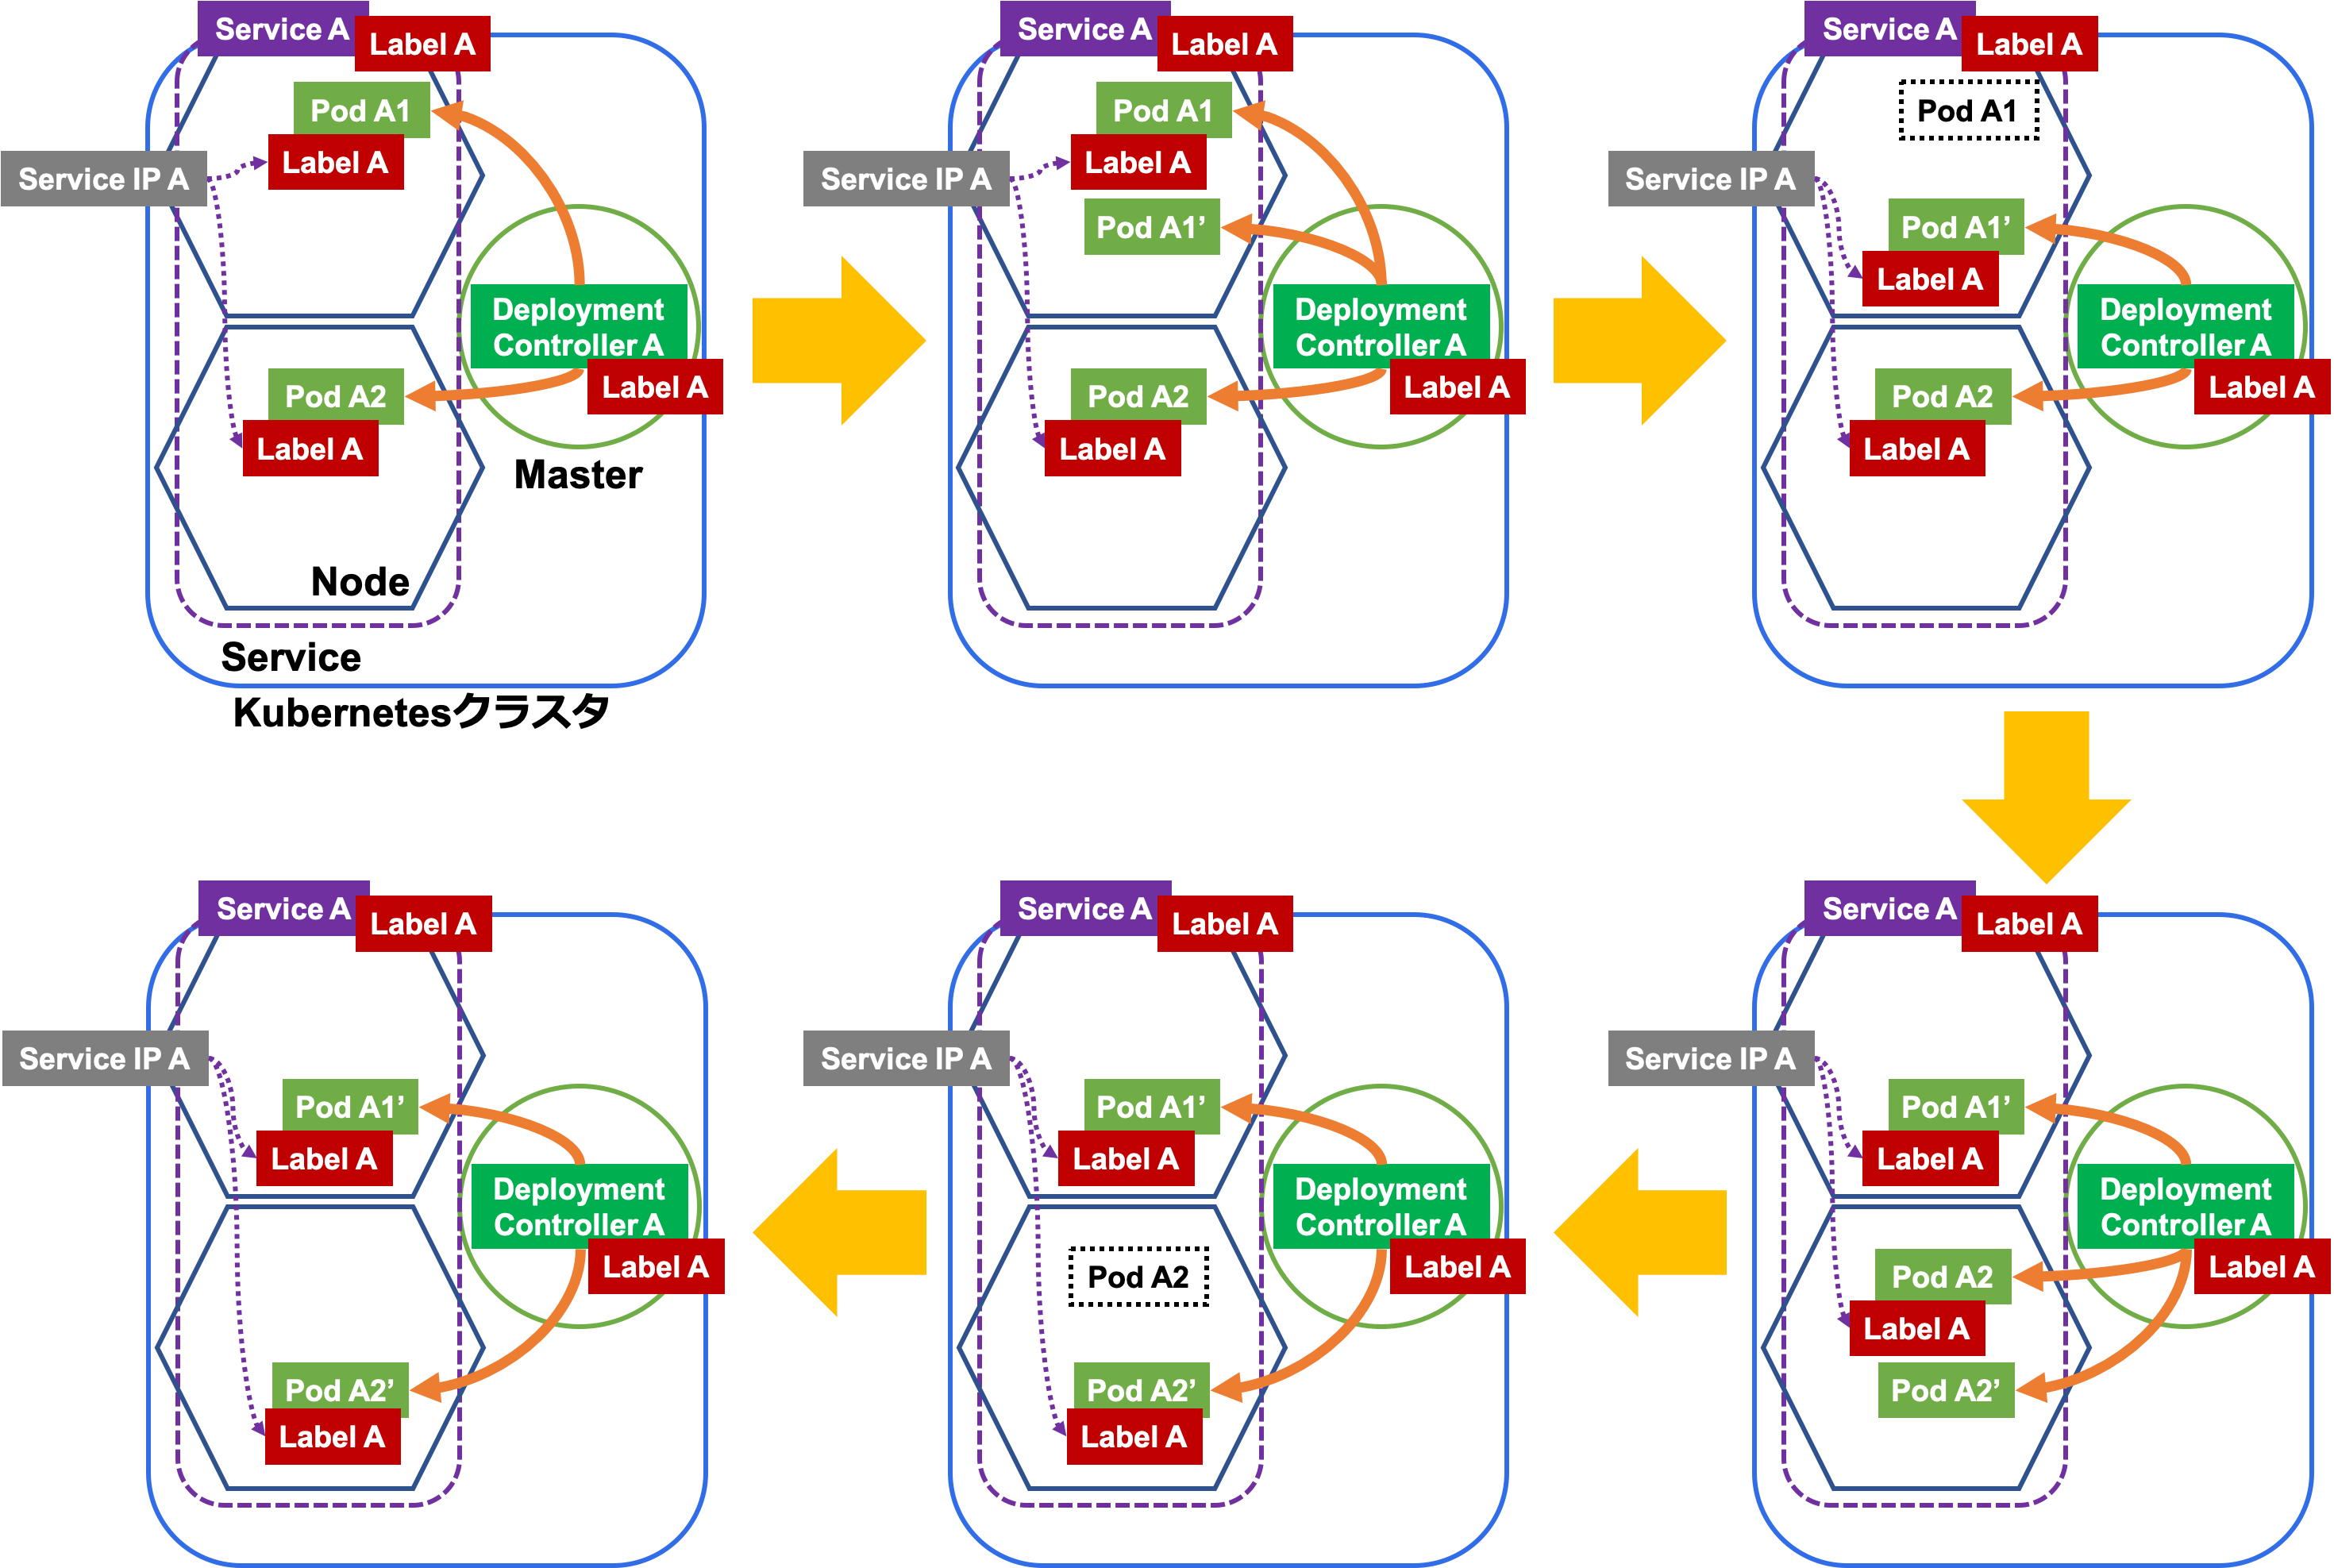 Service A
Label A
Pod A1
Label A
Service IP A
Deployment
Controller A
Label A
Pod A2
Label A
Master
Node
Service
Kubernetesクラスタ
Service A
Label A
Pod A1
Label A
Service IP A
Pod A1’
Deployment
Controller A
Label A
Pod A2
Label A
Service A
Label A
Pod A1
Service IP A
Pod A1’
Label A
Deployment
Controller A
Label A
Pod A2
Label A
Service A
Label A
Service IP A
Pod A1’
Label A
Deployment
Controller A
Label A
Pod A2
Label A
Pod A2’
Service A
Label A
Service IP A
Pod A1’
Label A
Deployment
Controller A
Label A
Pod A2
Pod A2’
Label A
Service A
Label A
Service IP A
Pod A1’
Label A
Deployment
Controller A
Label A
Pod A2’
Label A